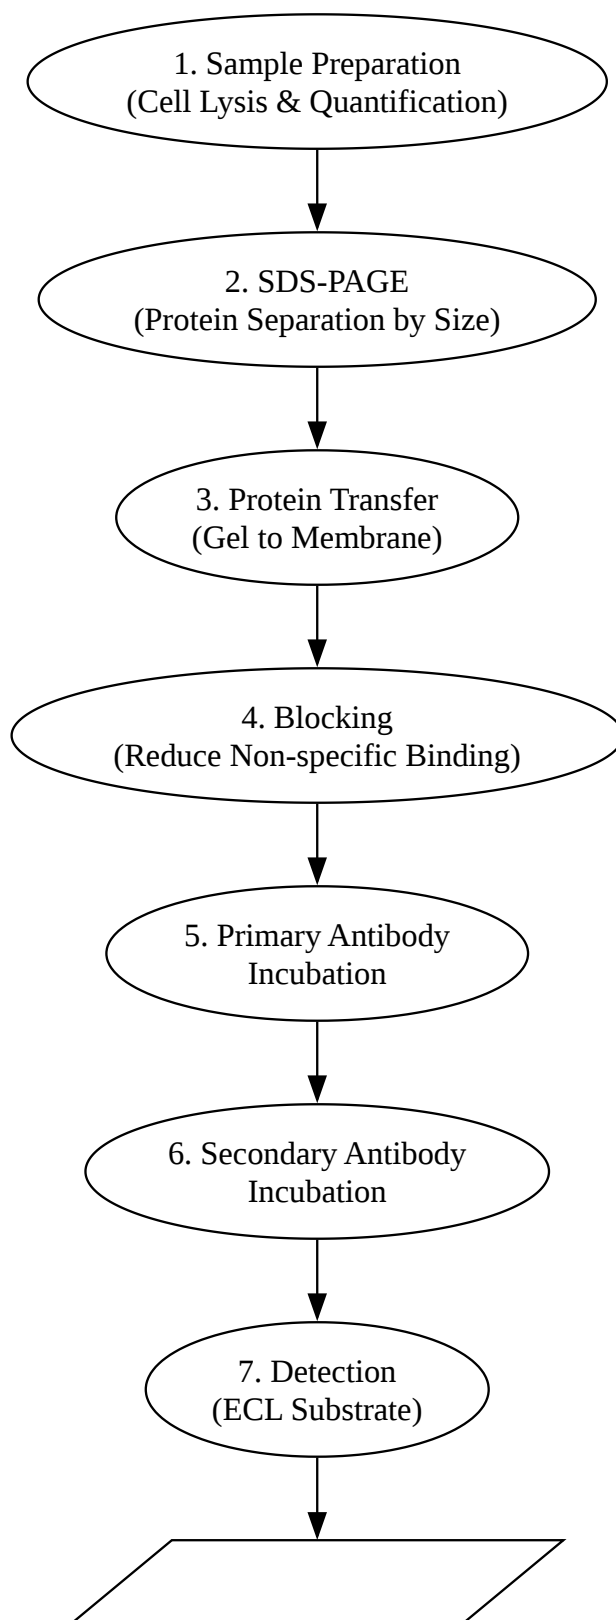 1. Sample Preparation
(Cell Lysis & Quantification)
2. SDS-PAGE
(Protein Separation by Size)
3. Protein Transfer
(Gel to Membrane)
4. Blocking
(Reduce Non-specific Binding)
5. Primary Antibody
Incubation
6. Secondary Antibody
Incubation
7. Detection
(ECL Substrate)